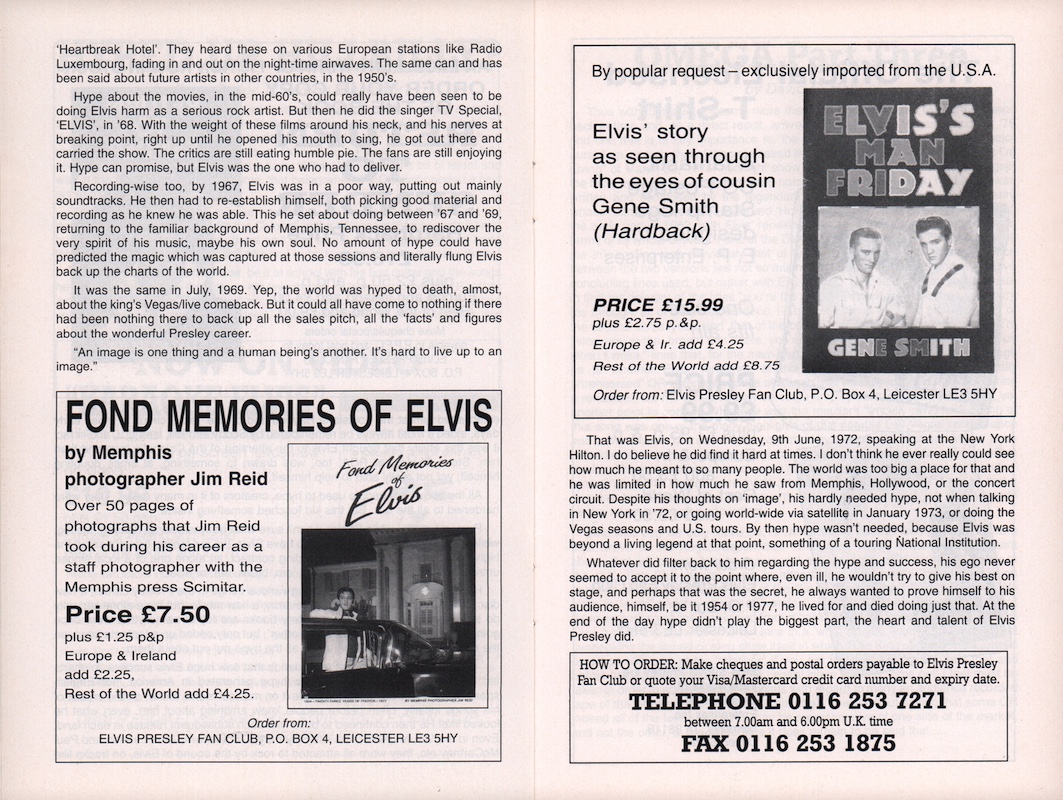 ‘Heartbreak Hotel’. They heard these on various European stations like Radio
Luxembourg, fading in and out on the night-time airwaves. The same can and has
been said about future artists in other countries, in the 1950’s.
Hype about the movies, in the mid-60’s, could really have been seen to be
doing Elvis harm as a serious rock artist. But then he did the singer TV Special,
‘ELVIS’, in ’68. With the weight of these films around his neck, and his nerves at
breaking point, right up until he opened his mouth to sing, he got out there and
carried the show. The critics are still eating humble pie. The fans are still enjoying
it. Hype can promise, but Elvis was the one who had to deliver.
Recording-wise too, by 1967, Elvis was in a poor way, putting out mainly
soundtracks. He then had to re-establish himself, both picking good material and
recording as he knew he was able. This he set about doing between ’67 and ’69,
returning to the familiar background of Memphis, Tennessee, to rediscover the
very spirit of his music, maybe his own soul. No amount of hype could have
predicted the magic which was captured at those sessions and literally flung Elvis
back up the charts of the world.
It was the same in July, 1969. Yep, the world was hyped to death, almost,
about the king’s Vegas/live comeback. But it could all have come to nothing if there
had been nothing there to back up all the sales pitch, all the ‘facts’ and figures
about the wonderful Presley career.
“An image is one thing and a human being’s another. It’s hard to live up to an
image.”
FOND MEMORIES OF ELVIS
by Memphis
photographer Jim Reid
Over 50 pages of
photographs that Jim Reid
took during his career as a
staff photographer with the
Memphis press Scimitar.
Price £7.50
plus £1.25 p&p
Europe & Ireland
add £2.25,
Rest of the World add £4.25.
Fond Memories
of
Elvis
1954 – TWENTY-THREE YEARS OF PHOTOS – 1977 BY MEMPHIS PHOTOGRAPHER JIM REID
Order from:
ELVIS PRESLEY FAN CLUB, P.O. BOX 4, LEICESTER LE3 5HY
By popular request – exclusively imported from the U.S.A.
Elvis’ story
as seen through
the eyes of cousin
Gene Smith
(Hardback)
PRICE £15.99
plus £2.75 p.&p.
Europe & Ir. add £4.25
Rest of the World add £8.75
ELVIS’S
MAN
FRIDAY
GENE SMITH
Order from: Elvis Presley Fan Club, P.O. Box 4, Leicester LE3 5HY
That was Elvis, on Wednesday, 9th June, 1972, speaking at the New York
Hilton. I do believe he did find it hard at times. I don’t think he ever really could see
how much he meant to so many people. The world was too big a place for that and
he was limited in how much he saw from Memphis, Hollywood, or the concert
circuit. Despite his thoughts on ‘image’, his hardly needed hype, not when talking
in New York in ’72, or going world-wide via satellite in January 1973, or doing the
Vegas seasons and U.S. tours. By then hype wasn’t needed, because Elvis was
beyond a living legend at that point, something of a touring National Institution.
Whatever did filter back to him regarding the hype and success, his ego never
seemed to accept it to the point where, even ill, he wouldn’t try to give his best on
stage, and perhaps that was the secret, he always wanted to prove himself to his
audience, himself, be it 1954 or 1977, he lived for and died doing just that. At the
end of the day hype didn’t play the biggest part, the heart and talent of Elvis
Presley did.
HOW TO ORDER: Make cheques and postal orders payable to Elvis Presley
Fan Club or quote your Visa/Mastercard credit card number and expiry date.
TELEPHONE 0116 253 7271
between 7.00am and 6.00pm U.K. time
FAX 0116 253 1875